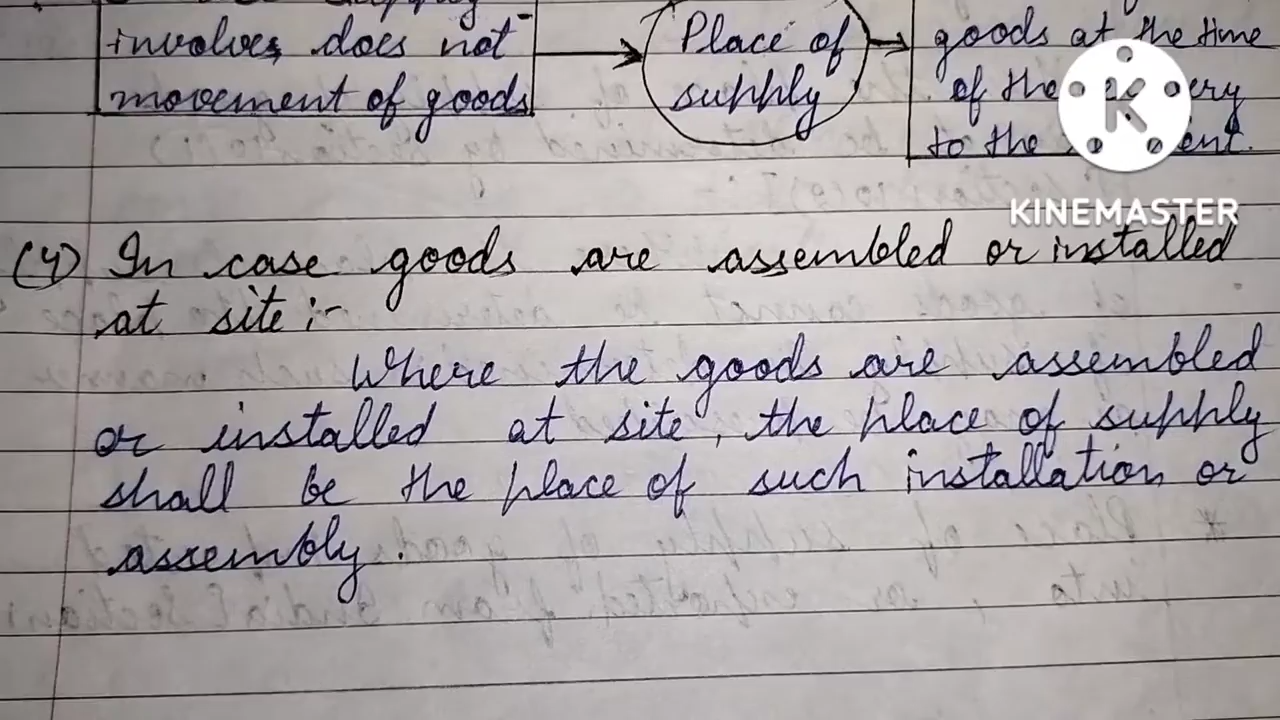 involves, does not
movement of goods
Place of
supply
goods at the time
of the
to the
KINEMASTER
(4) In case goods are assembled or installed
at site :-
Where the goods are assembled
or installed at site, the place of supply
shall be the place of such installation or
assembly.